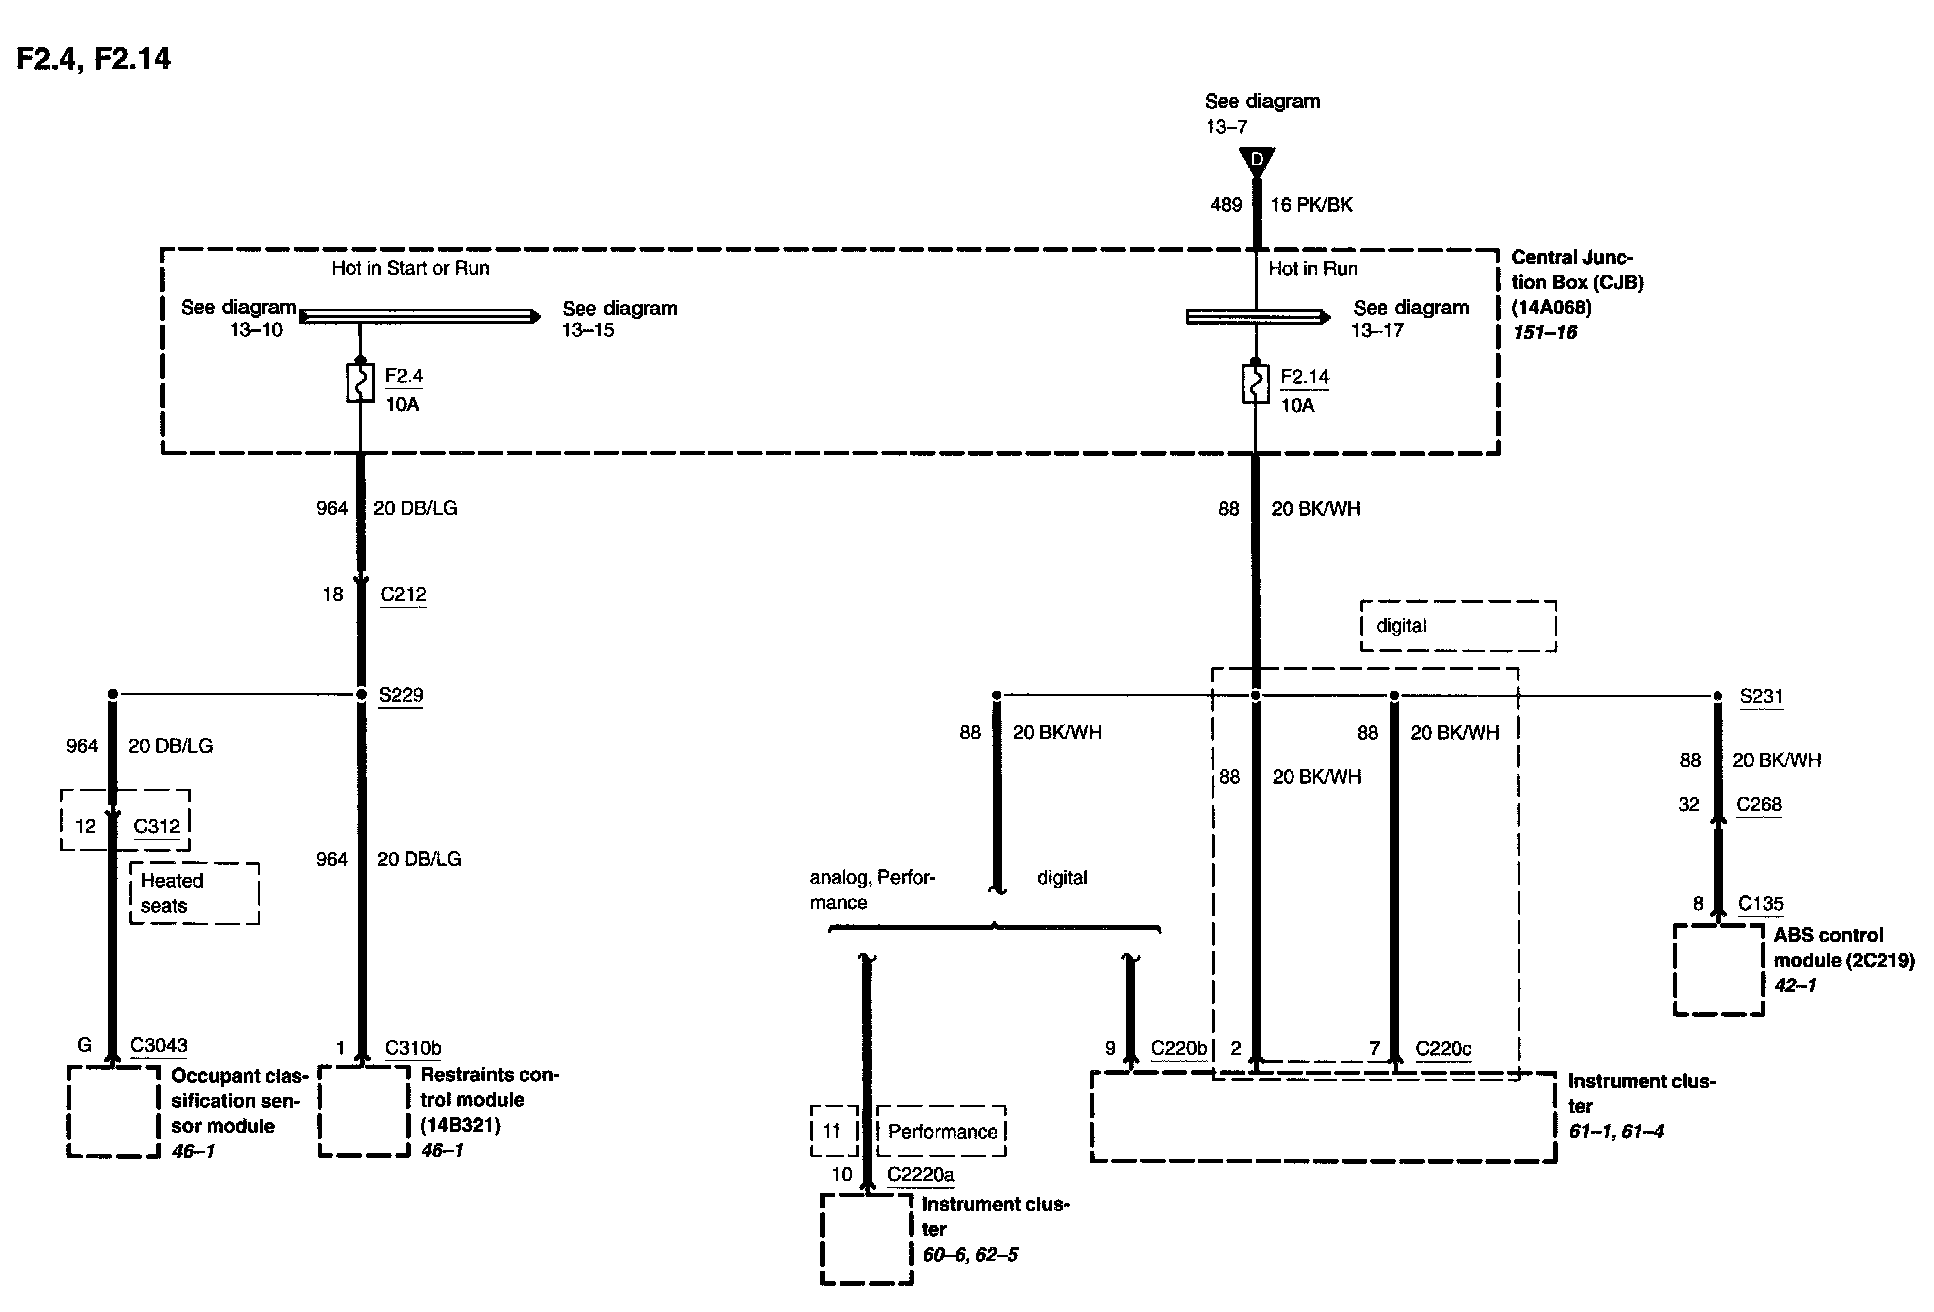 F2.4, F2.14
See diagram
13–7
D
489 16 PK/BK
Hot in Start or Run
Hot in Run
See diagram
13–10
See diagram
13–15
See diagram
13–17
Central Junc-
tion Box (CJB)
(14A068)
151–16
F2.4
10A
F2.14
10A
964 20 DB/LG
88 20 BK/WH
18 C212
digital
S229
S231
964 20 DB/LG
88 20 BK/WH
88 20 BK/WH
88 20 BK/WH
88 20 BK/WH
32 C268
12 C312
Heated
seats
964 20 DB/LG
analog, Perfor-
mance
digital
8 C135
ABS control
module (2C219)
42–1
G C3043
1 C310b
9 C220b
2
7 C220c
Occupant clas-
sification sen-
sor module
46–1
Restraints con-
trol module
(14B321)
46–1
Instrument clus-
ter
61–1, 61–4
11 Performance
10 C2220a
Instrument clus-
ter
60–6, 62–5